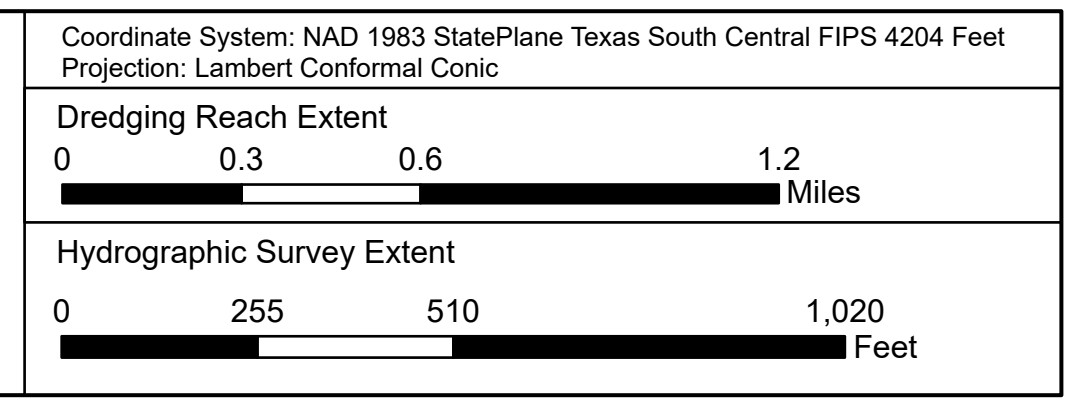 Coordinate System: NAD 1983 StatePlane Texas South Central FIPS 4204 Feet
Projection: Lambert Conformal Conic
Dredging Reach Extent
0 0.3 0.6 1.2
Miles
Hydrographic Survey Extent
0 255 510 1,020
Feet